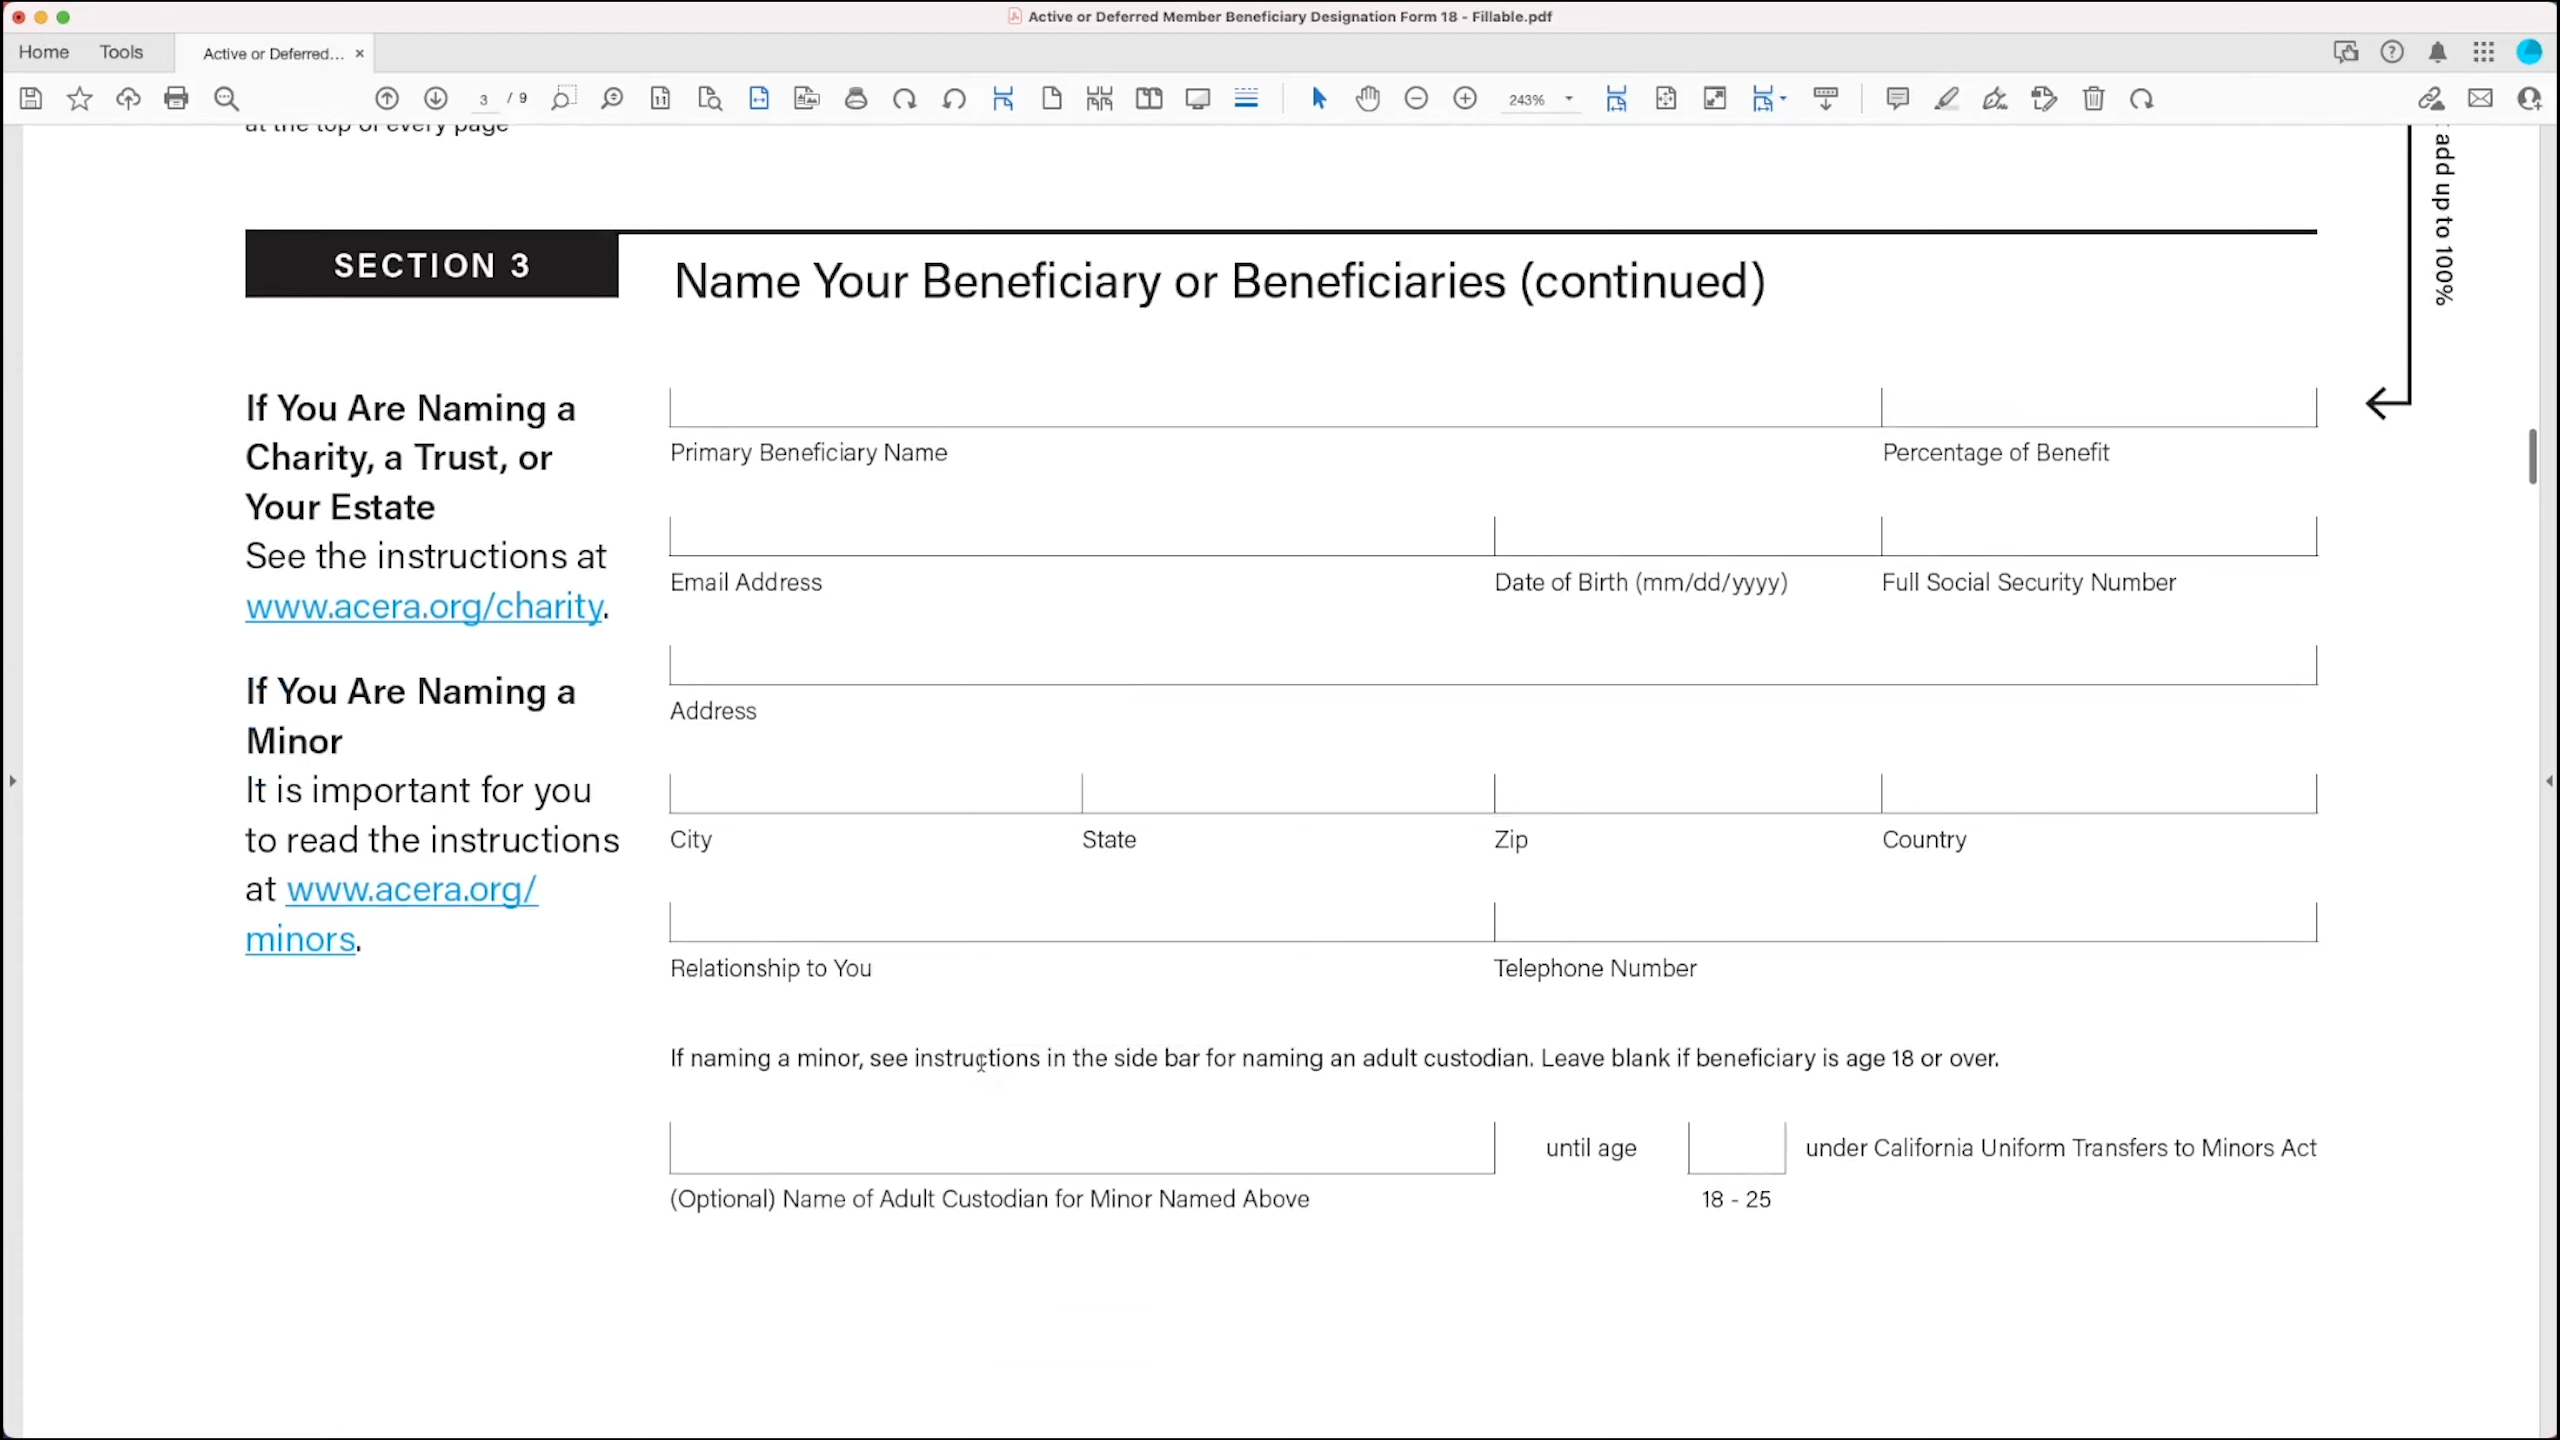 Active or Deferred Member Beneficiary Designation Form 18 - Fillable.pdf
Home
Tools
Active or Deferred...
3 / 9
243%
at the top of every page
add up to 100%
SECTION 3
Name Your Beneficiary or Beneficiaries (continued)
If You Are Naming a
Charity, a Trust, or
Your Estate
See the instructions at
www.acera.org/charity.
If You Are Naming a
Minor
It is important for you
to read the instructions
at www.acera.org/
minors.
Primary Beneficiary Name
Percentage of Benefit
Email Address
Date of Birth (mm/dd/yyyy)
Full Social Security Number
Address
City
State
Zip
Country
Relationship to You
Telephone Number
If naming a minor, see instructions in the side bar for naming an adult custodian. Leave blank if beneficiary is age 18 or over.
until age
under California Uniform Transfers to Minors Act
(Optional) Name of Adult Custodian for Minor Named Above
18 - 25